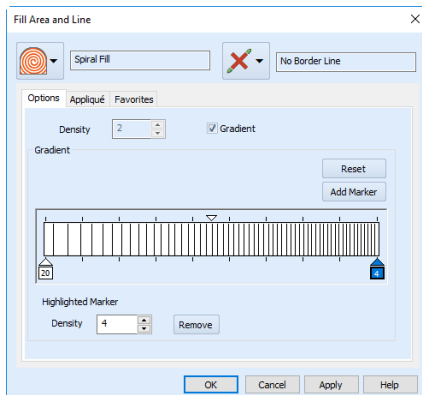 Fill Area and Line
Spiral Fill
No Border Line
Options Appliqué Favorites
Density 2 Gradient
Gradient
Reset
Add Marker
20 4
Highlighted Marker
Density 4 Remove
OK Cancel Apply Help